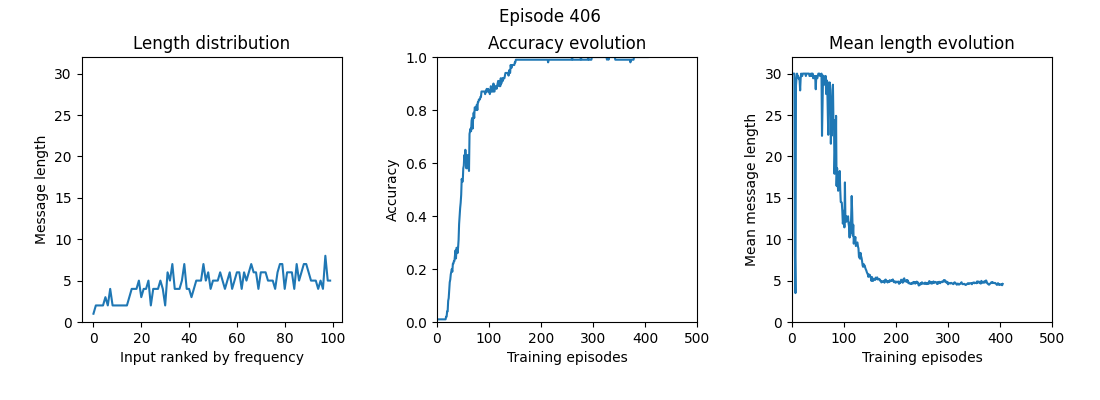 Episode 406
Length distribution
Message length
30
25
20
15
10
5
0
0 20 40 60 80 100
Input ranked by frequency
Accuracy evolution
Accuracy
1.0
0.8
0.6
0.4
0.2
0.0
0 100 200 300 400 500
Training episodes
Mean length evolution
Mean message length
30
25
20
15
10
5
0
0 100 200 300 400 500
Training episodes